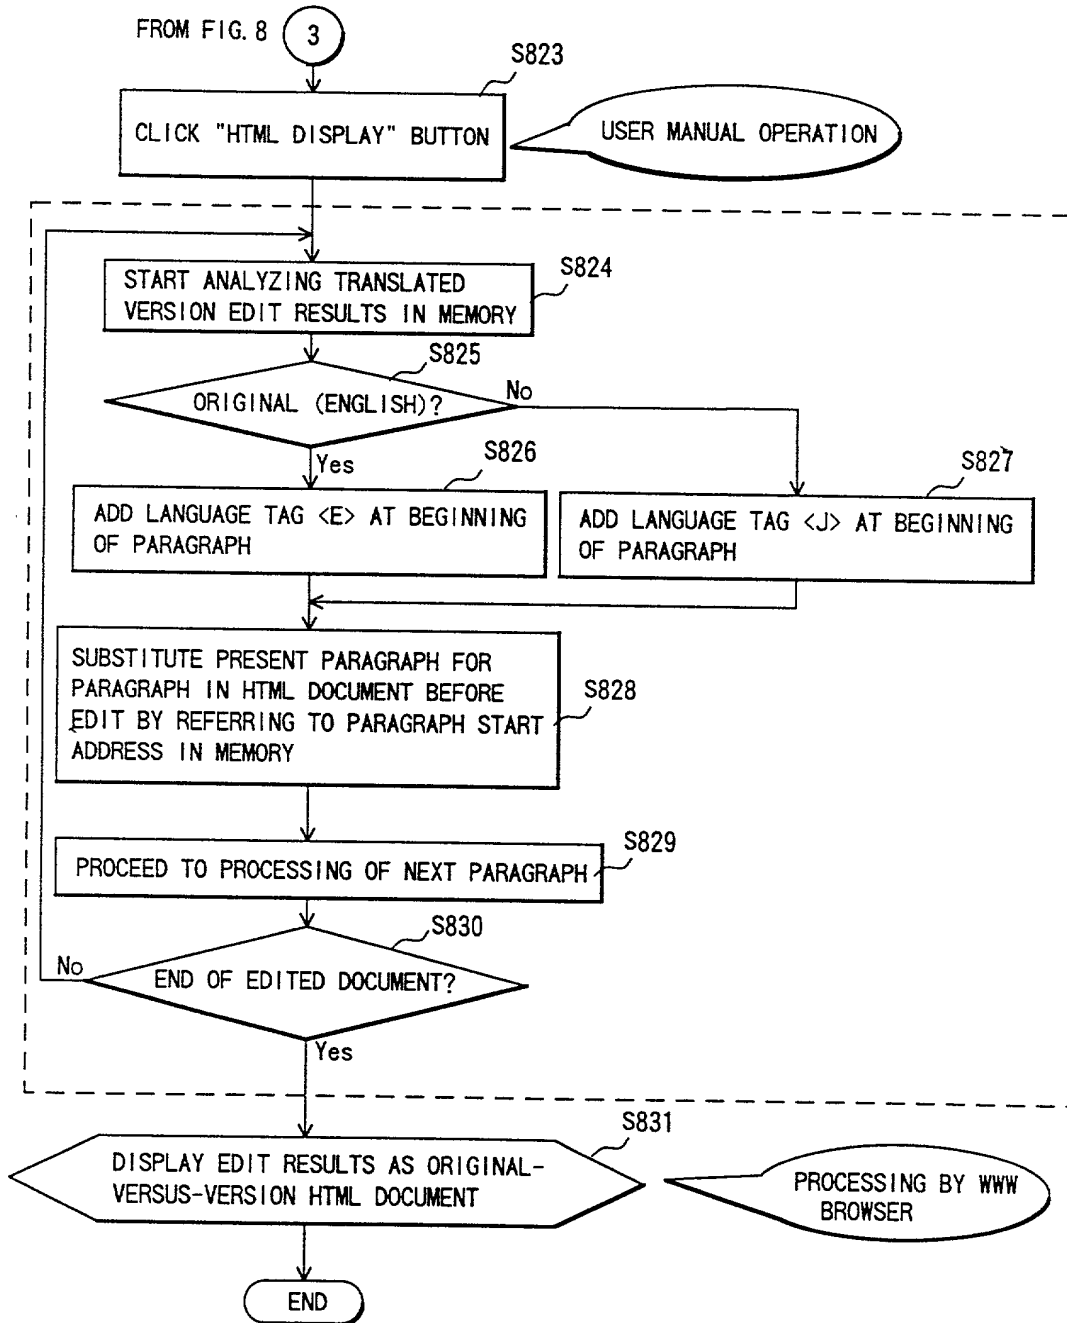 FROM FIG. 8
3
S823
CLICK "HTML DISPLAY" BUTTON
USER MANUAL OPERATION
START ANALYZING TRANSLATED
VERSION EDIT RESULTS IN MEMORY
S824
S825
ORIGINAL (ENGLISH)?
No
Yes
S826
S827
ADD LANGUAGE TAG <E> AT BEGINNING
OF PARAGRAPH
ADD LANGUAGE TAG <J> AT BEGINNING
OF PARAGRAPH
SUBSTITUTE PRESENT PARAGRAPH FOR
PARAGRAPH IN HTML DOCUMENT BEFORE
EDIT BY REFERRING TO PARAGRAPH START
ADDRESS IN MEMORY
S828
S829
PROCEED TO PROCESSING OF NEXT PARAGRAPH
S830
No
END OF EDITED DOCUMENT?
Yes
S831
DISPLAY EDIT RESULTS AS ORIGINAL-
VERSUS-VERSION HTML DOCUMENT
PROCESSING BY WWW
BROWSER
END